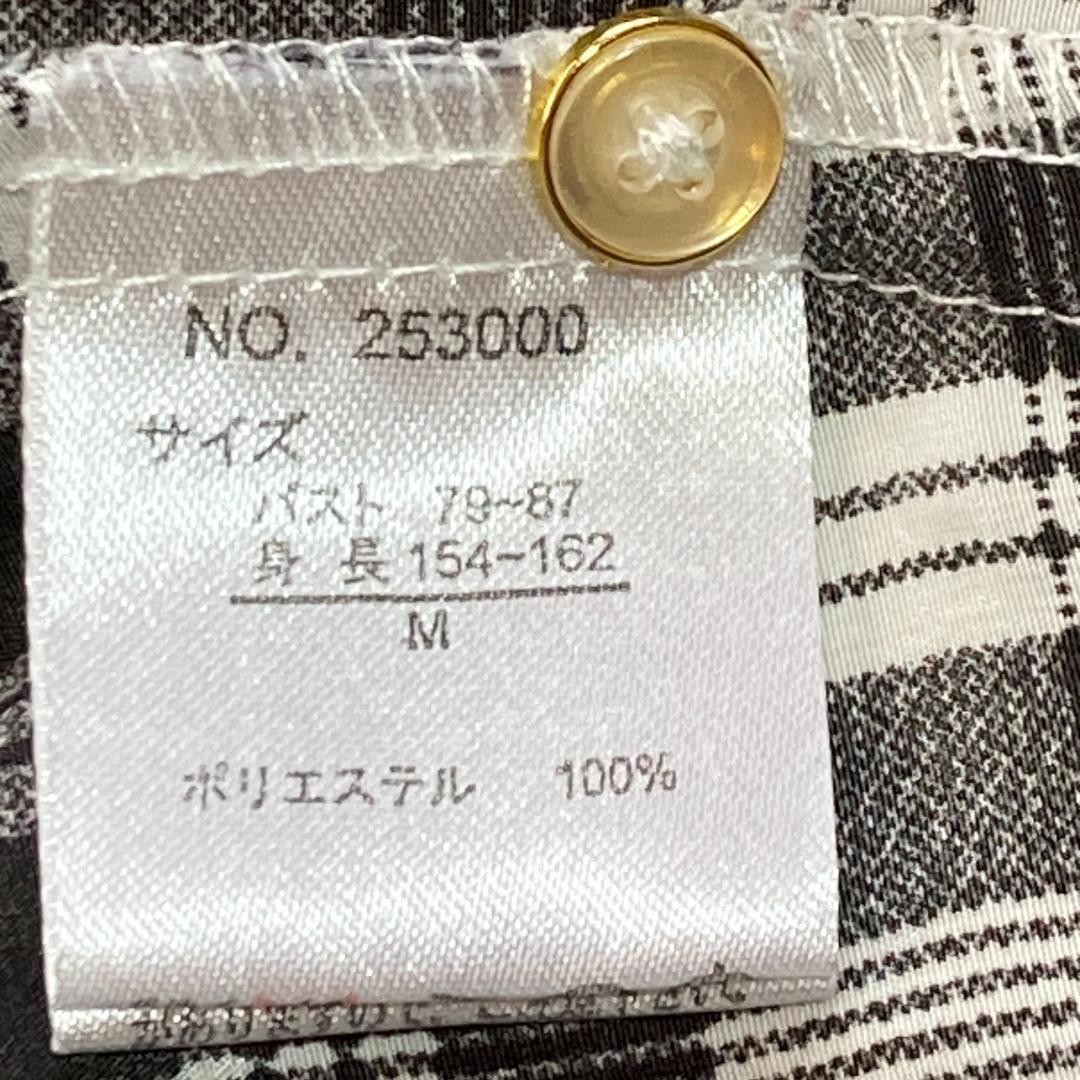 NO. 253000
サイズ
バスト 79~87
身 長 154~162
M
ポリエステル 100%